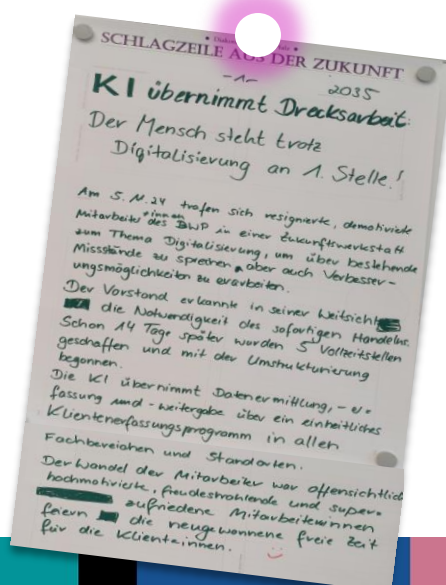 SCHLAGZEILE AUS DER ZUKUNFT
-1-
2035
KI übernimmt Drecksarbeit:
Der Mensch steht trotz
Digitalisierung an 1. Stelle!
Am 5.11.24 trafen sich resignierte, demotivierte
Mitarbeiter*innen des BWP in einer Zukunftswerkstatt
zum Thema Digitalisierung, um über bestehende
Missstände zu sprechen, aber auch Verbesser-
ungsmöglichkeiten zu erarbeiten.
Der Vorstand erkannte in seiner Weitsicht
die Notwendigkeit des sofortigen Handelns.
Schon 14 Tage später wurden 5 Vollzeitstellen
geschaffen und mit der Umstrukturierung
begonnen.
Die KI übernimmt Datenermittlung, -er-
fassung und -weitergabe über ein einheitliches
Klientenerfassungsprogramm in allen
Fachbereichen und Standorten.
Der Wandel der Mitarbeiter war offensichtlich
hochmotivierte, freudestrahlende und super-
zufriedene Mitarbeiterinnen
feiern die neugewonnene freie Zeit
für die Klient:innen.